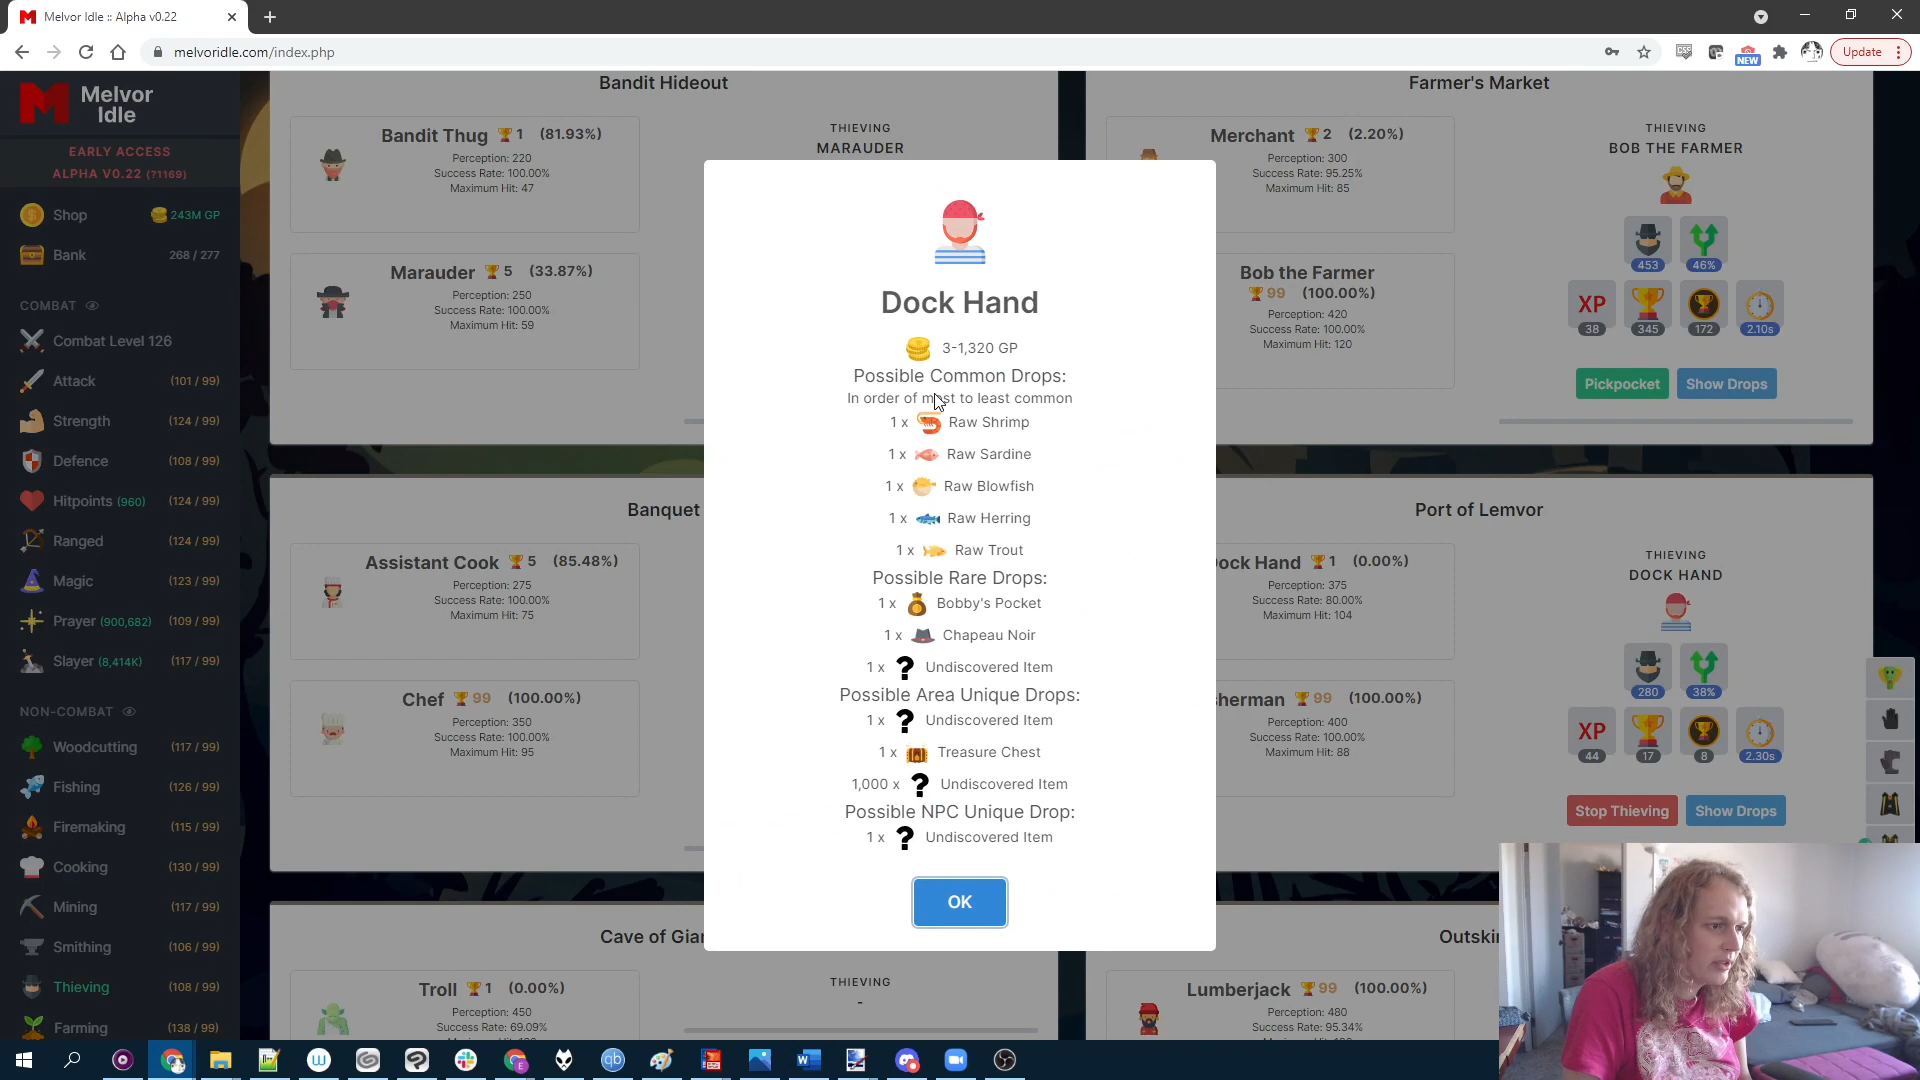 Melvor Idle :: Alpha v0.22
melvoridle.com/index.php
NEW
Update
Melvor
Idle
EARLY ACCESS
ALPHA V0.22 (?1169)
Shop 243M GP
Bank 268 / 277
COMBAT
Combat Level 126
Attack (101 / 99)
Strength (124 / 99)
Defence (108 / 99)
Hitpoints (960) (124 / 99)
Ranged (124 / 99)
Magic (123 / 99)
Prayer (900,682) (109 / 99)
Slayer (8,414K) (117 / 99)
NON-COMBAT
Woodcutting (117 / 99)
Fishing (126 / 99)
Firemaking (115 / 99)
Cooking (130 / 99)
Mining (117 / 99)
Smithing (106 / 99)
Thieving (108 / 99)
Farming (138 / 99)
Bandit Hideout
Bandit Thug 1 (81.93%)
Perception: 220
Success Rate: 100.00%
Maximum Hit: 47
Marauder 5 (33.87%)
Perception: 250
Success Rate: 100.00%
Maximum Hit: 59
THIEVING
MARAUDER
Farmer's Market
Merchant 2 (2.20%)
Perception: 300
Success Rate: 95.25%
Maximum Hit: 85
Bob the Farmer
99 (100.00%)
Perception: 420
Success Rate: 100.00%
Maximum Hit: 120
THIEVING
BOB THE FARMER
453 46%
XP
38 345 172 2.10s
Pickpocket Show Drops
Banquet
Assistant Cook 5 (85.48%)
Perception: 275
Success Rate: 100.00%
Maximum Hit: 75
Chef 99 (100.00%)
Perception: 350
Success Rate: 100.00%
Maximum Hit: 95
Dock Hand
3-1,320 GP
Possible Common Drops:
In order of most to least common
1 x Raw Shrimp
1 x Raw Sardine
1 x Raw Blowfish
1 x Raw Herring
1 x Raw Trout
Possible Rare Drops:
1 x Bobby's Pocket
1 x Chapeau Noir
1 x ? Undiscovered Item
Possible Area Unique Drops:
1 x ? Undiscovered Item
1 x Treasure Chest
1,000 x ? Undiscovered Item
Possible NPC Unique Drop:
1 x ? Undiscovered Item
OK
Port of Lemvor
ock Hand 1 (0.00%)
Perception: 375
Success Rate: 80.00%
Maximum Hit: 104
sherman 99 (100.00%)
Perception: 400
Success Rate: 100.00%
Maximum Hit: 88
THIEVING
DOCK HAND
280 38%
XP
44 17 8 2.30s
Stop Thieving Show Drops
Cave of Gia
Troll 1 (0.00%)
Perception: 450
Success Rate: 69.09%
THIEVING
-
Outski
Lumberjack 99 (100.00%)
Perception: 480
Success Rate: 95.34%